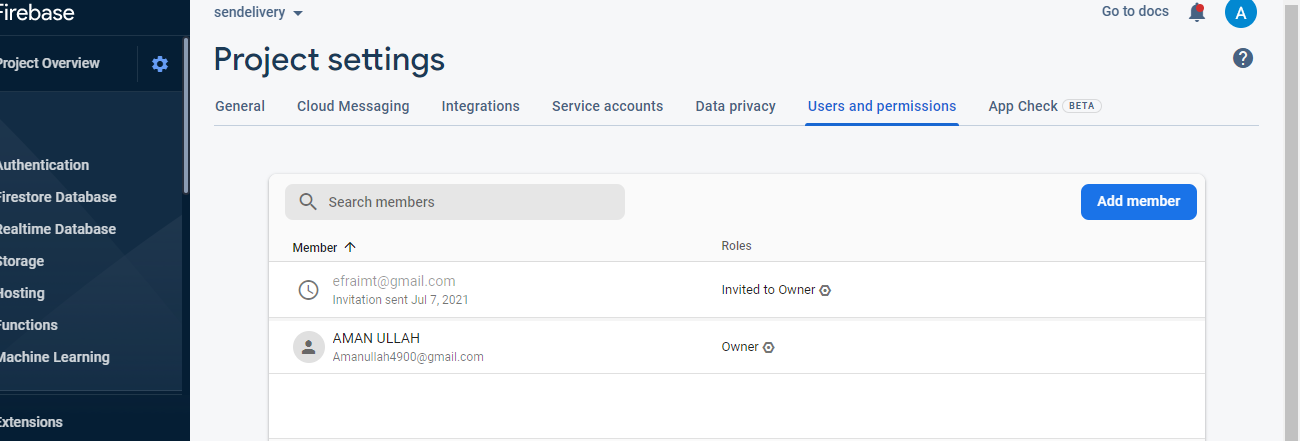 Firebase
sendelivery
Go to docs
A
Project Overview
Project settings
General
Cloud Messaging
Integrations
Service accounts
Data privacy
Users and permissions
App Check BETA
Authentication
Firestore Database
Realtime Database
Storage
Hosting
Functions
Machine Learning
Extensions
Search members
Add member
Member
Roles
efraimt@gmail.com
Invitation sent Jul 7, 2021
Invited to Owner
AMAN ULLAH
Amanullah4900@gmail.com
Owner